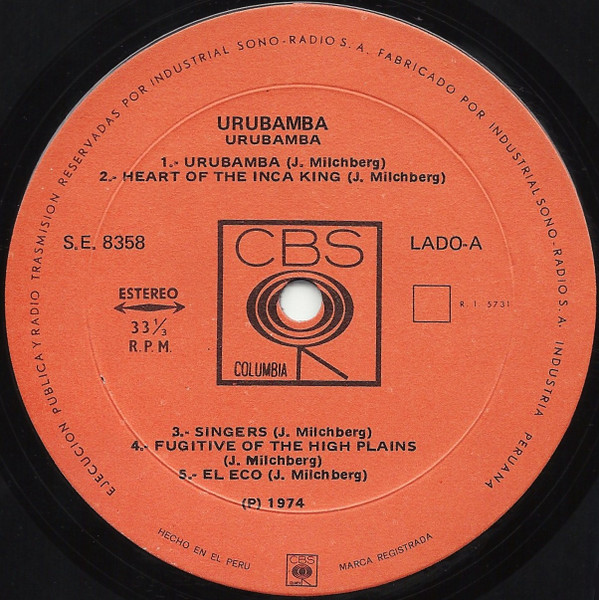 EJECUCION PUBLICA Y RADIO TRASMISION RESERVADAS POR INDUSTRIAL SONO-RADIO S. A. FABRICADO POR INDUSTRIAL SONO-RADIO S. A. INDUSTRIA PERUANA
URUBAMBA
URUBAMBA
1.- URUBAMBA (J. Milchberg)
2.- HEART OF THE INCA KING (J. Milchberg)
S.E. 8358
CBS
LADO-A
ESTEREO
33 1/3
R.P.M.
R. I 5731
COLUMBIA
3.- SINGERS (J. Milchberg)
4.- FUGITIVE OF THE HIGH PLAINS
(J. Milchberg)
5.- EL ECO (J. Milchberg)
(P) 1974
HECHO EN EL PERU
CBS
MARCA REGISTRADA